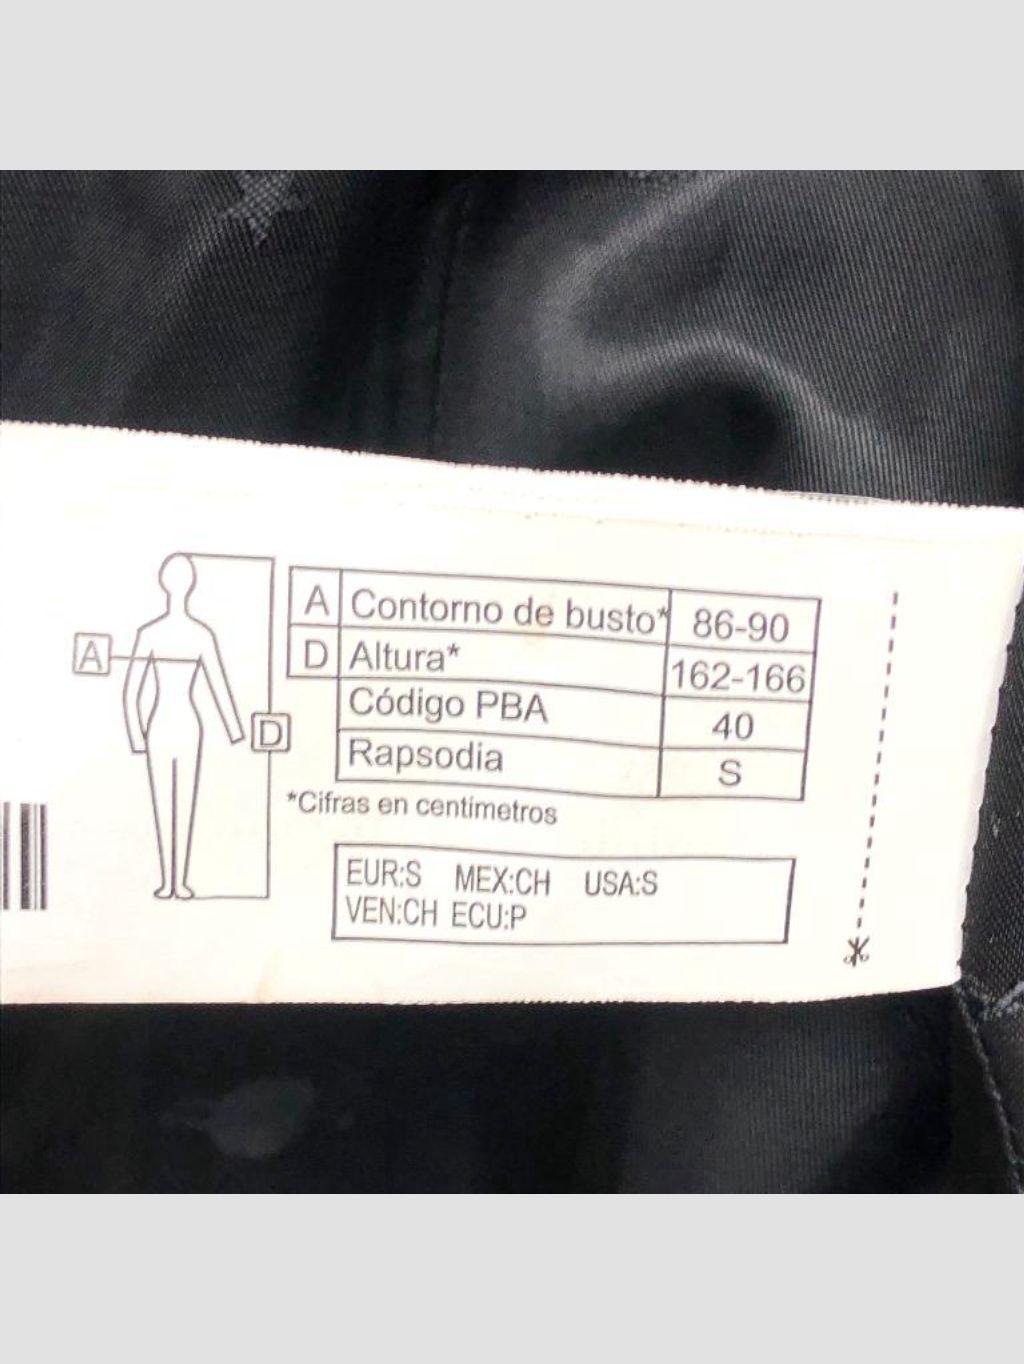 A Contorno de busto* 86-90
A D Altura* 162-166
Código PBA 40
D Rapsodia S
*Cifras en centímetros
EUR:S MEX:CH USA:S
VEN:CH ECU:P